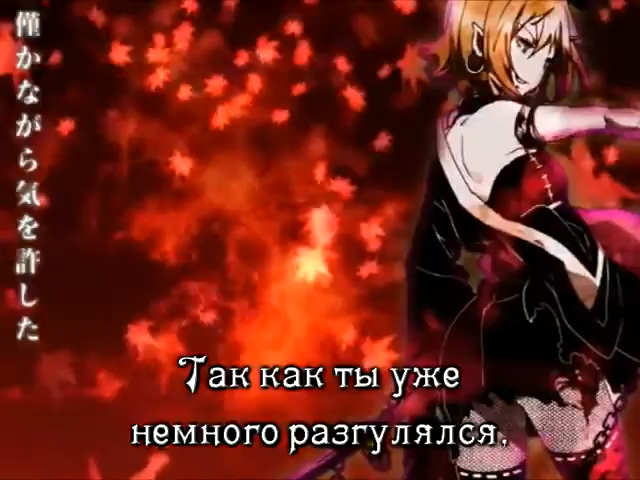 僅かながら気を許した
Так как ты уже
немного разгулялся.